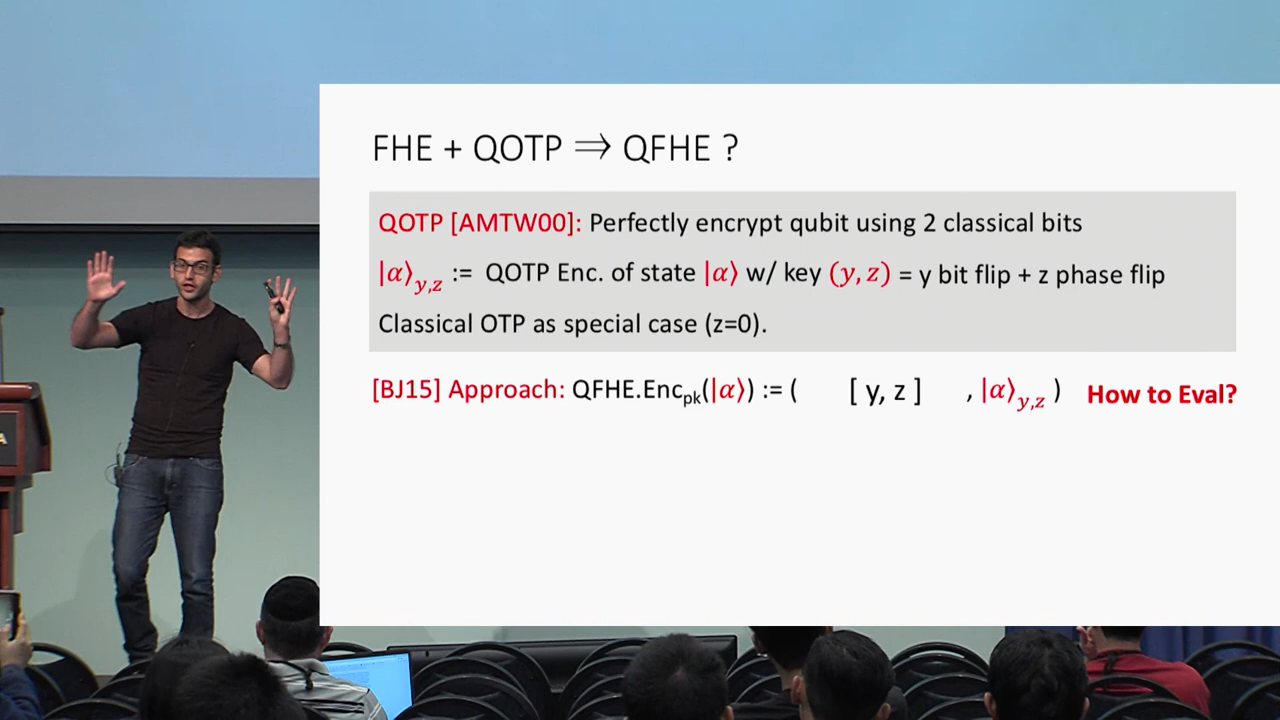 FHE + QOTP ⟹ QFHE ?
QOTP [AMTW00]: Perfectly encrypt qubit using 2 classical bits
|α⟩y,z := QOTP Enc. of state |α⟩ w/ key (y, z) = y bit flip + z phase flip
Classical OTP as special case (z=0).
[BJ15] Approach: QFHE.Encpk(|α⟩) := ( [ y, z ] , |α⟩y,z ) How to Eval?
A